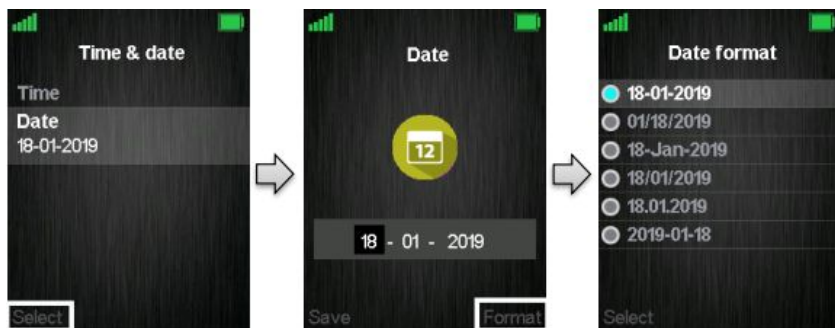 Time & date
Time
Date
18-01-2019
Select
Date
12
18 - 01 - 2019
Save Format
Date format
18-01-2019
01/18/2019
18-Jan-2019
18/01/2019
18.01.2019
2019-01-18
Select